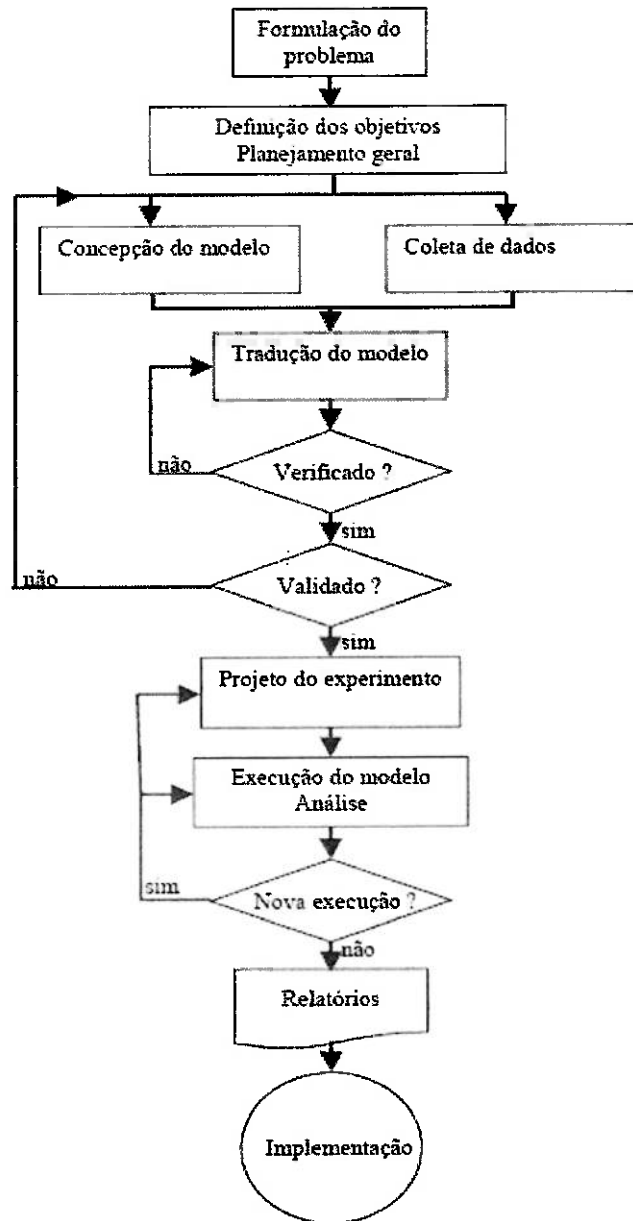 Formulação do
problema
Definição dos objetivos
Planejamento geral
Concepção do modelo
Coleta de dados
Tradução do modelo
não
Verificado ?
sim
não
Validado ?
sim
Projeto do experimento
Execução do modelo
Análise
sim
Nova execução ?
não
Relatórios
Implementação